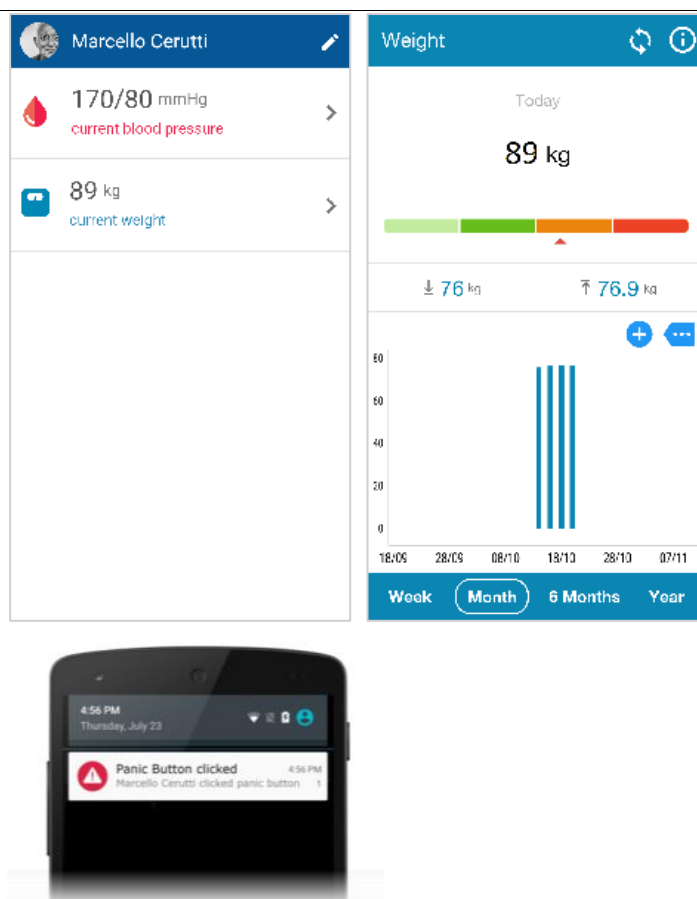 Marcello Cerutti
170/80 mmHg
current blood pressure
89 kg
current weight
Weight
Today
89 kg
76 kg
76.9 kg
80
60
40
20
0
18/09 28/09 08/10 18/10 28/10 07/11
Week Month 6 Months Year
4:56 PM
Thursday, July 23
Panic Button clicked 4:56 PM
Marcello Cerutti clicked panic button 1